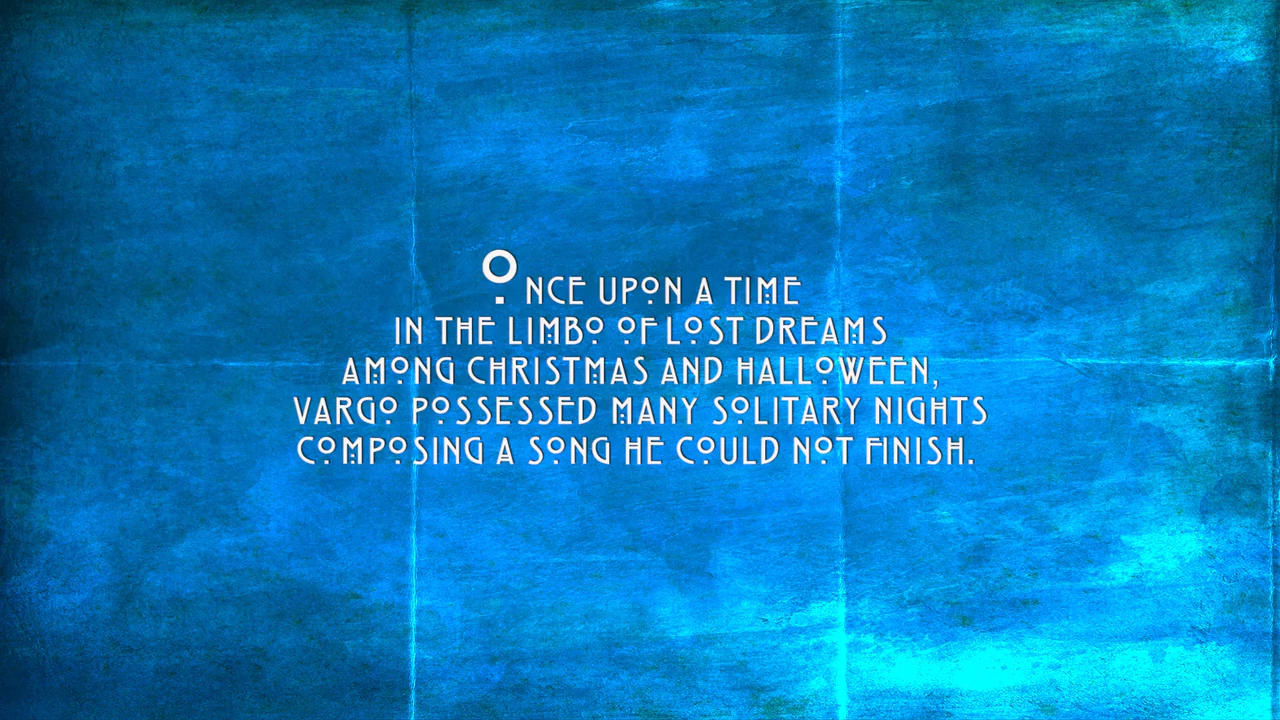 ONCE UPON A TIME
IN THE LIMBO OF LOST DREAMS
AMONG CHRISTMAS AND HALLOWEEN,
VARGO POSSESSED MANY SOLITARY NIGHTS
COMPOSING A SONG HE COULD NOT FINISH.